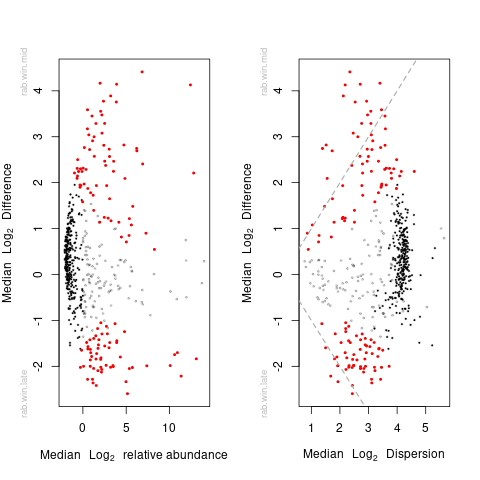 rab.win.mid
rab.win.mid
4
3
2
1
0
-1
-2
4
3
2
1
0
-1
-2
Median Log2 Difference
Median Log2 Difference
rab.win.late
rab.win.late
0 5 10
1 2 3 4 5
Median Log2 relative abundance
Median Log2 Dispersion